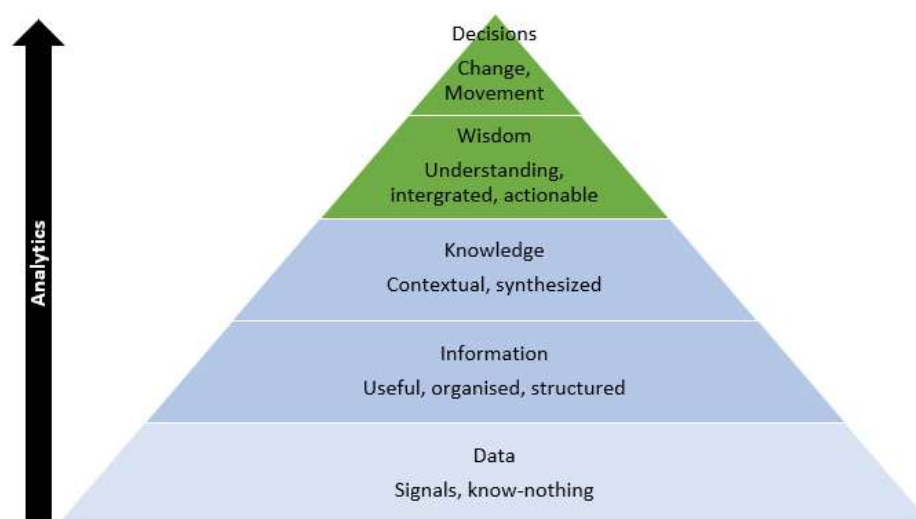 Decisions
Change,
Movement
Wisdom
Understanding,
intergrated, actionable
Analytics
Knowledge
Contextual, synthesized
Information
Useful, organised, structured
Data
Signals, know-nothing